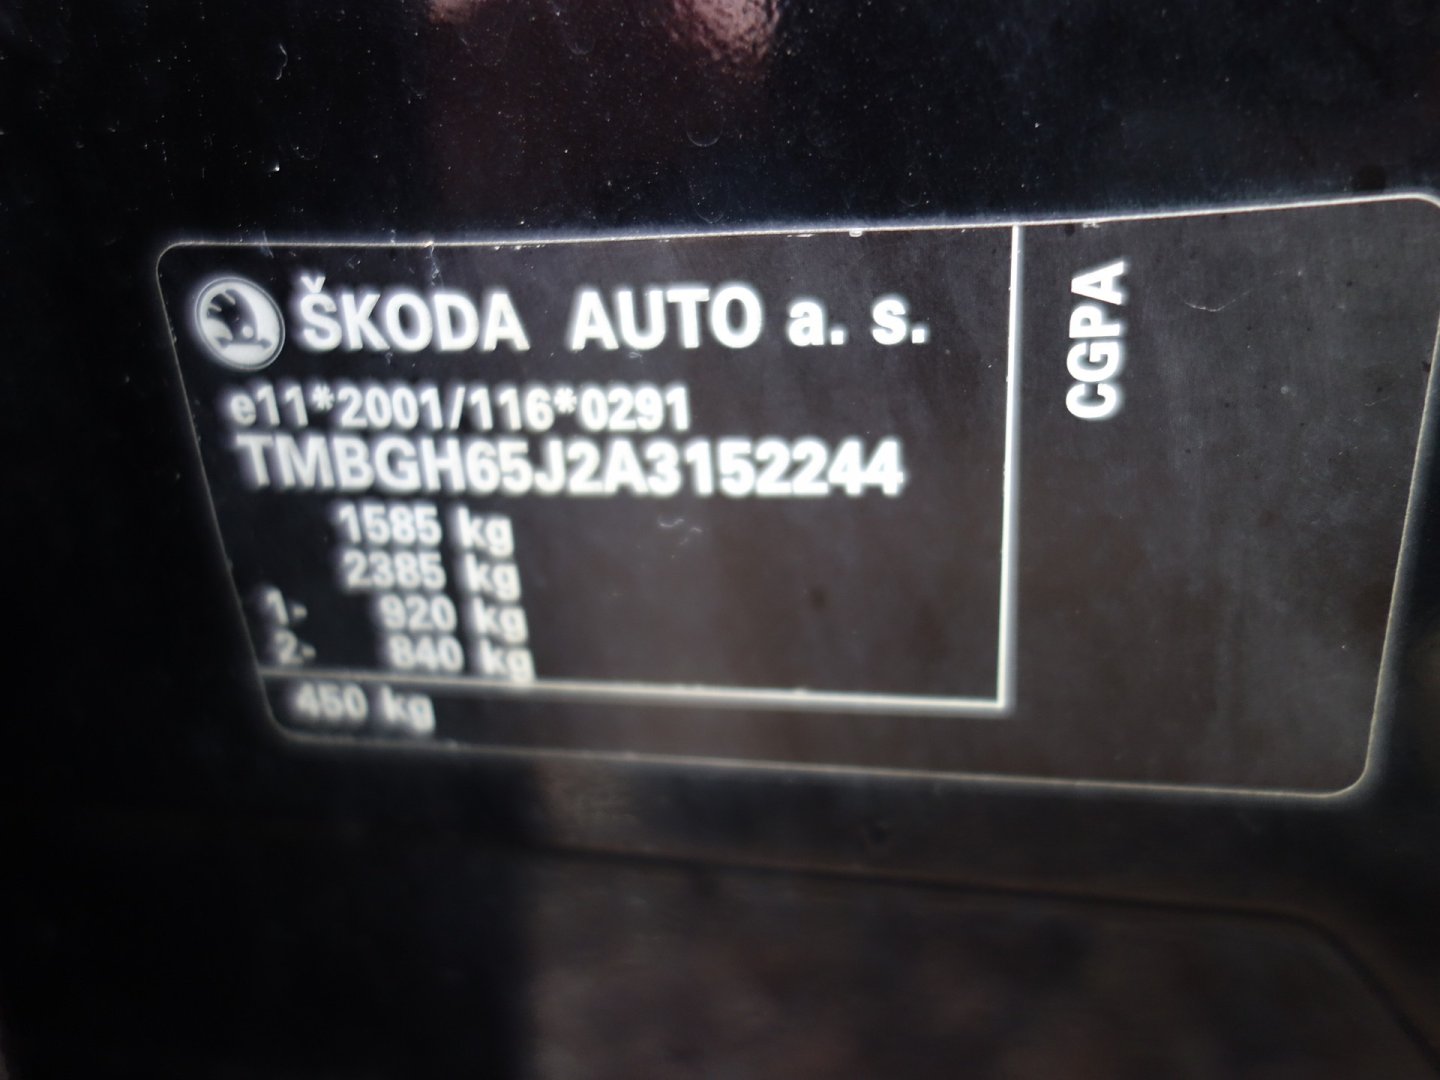 ŠKODA AUTO a. s.
e11*2001/116*0291
TMBGH65J2A3152244
1585 kg
2385 kg
1- 920 kg
2- 840 kg
450 kg
CGPA